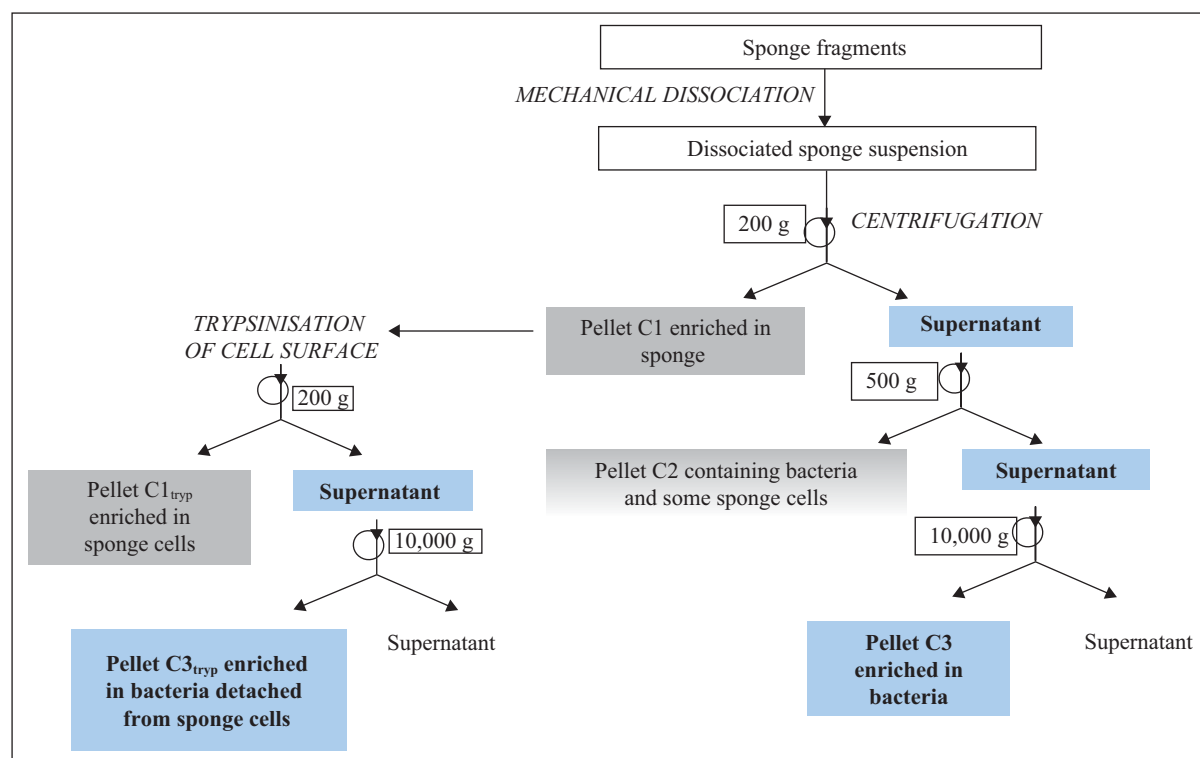 Sponge fragments
MECHANICAL DISSOCIATION
Dissociated sponge suspension
200 g
CENTRIFUGATION
Pellet C1 enriched in
sponge
Supernatant
TRYPSINISATION
OF CELL SURFACE
500 g
200 g
Pellet C2 containing bacteria
and some sponge cells
Supernatant
Pellet C1tryp
enriched in
sponge cells
Supernatant
10,000 g
10,000 g
Pellet C3tryp enriched
in bacteria detached
from sponge cells
Supernatant
Pellet C3
enriched in
bacteria
Supernatant